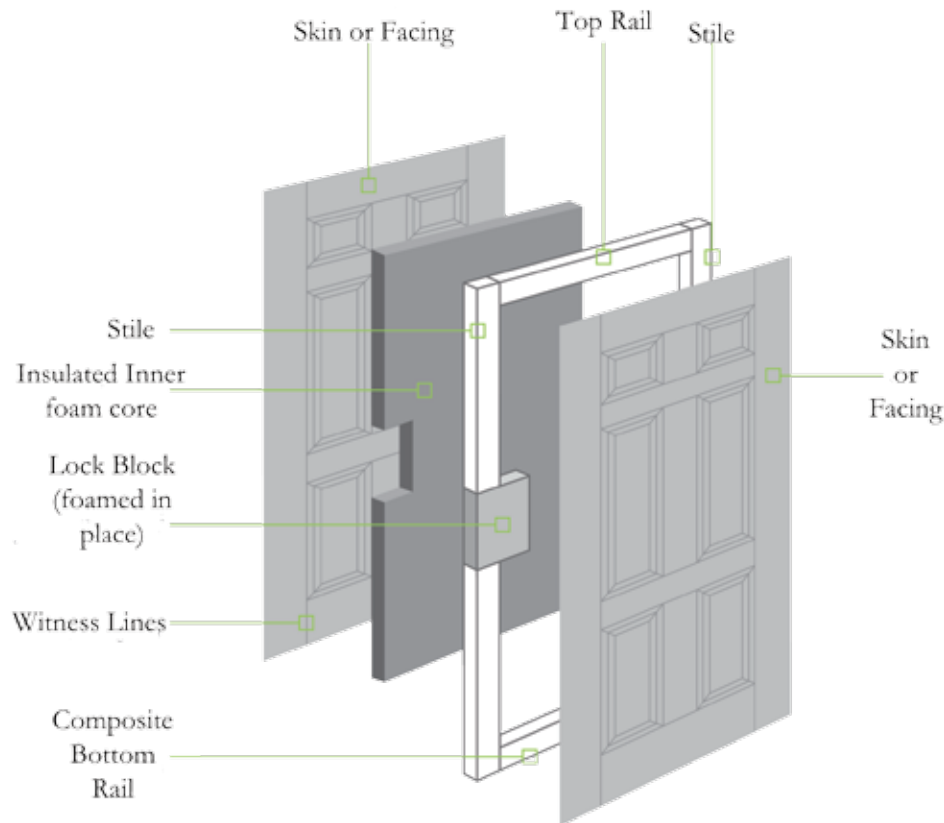 Skin or Facing
Top Rail
Stile
Stile
Insulated Inner
foam core
Skin
or
Facing
Lock Block
(foamed in
place)
Witness Lines
Composite
Bottom
Rail